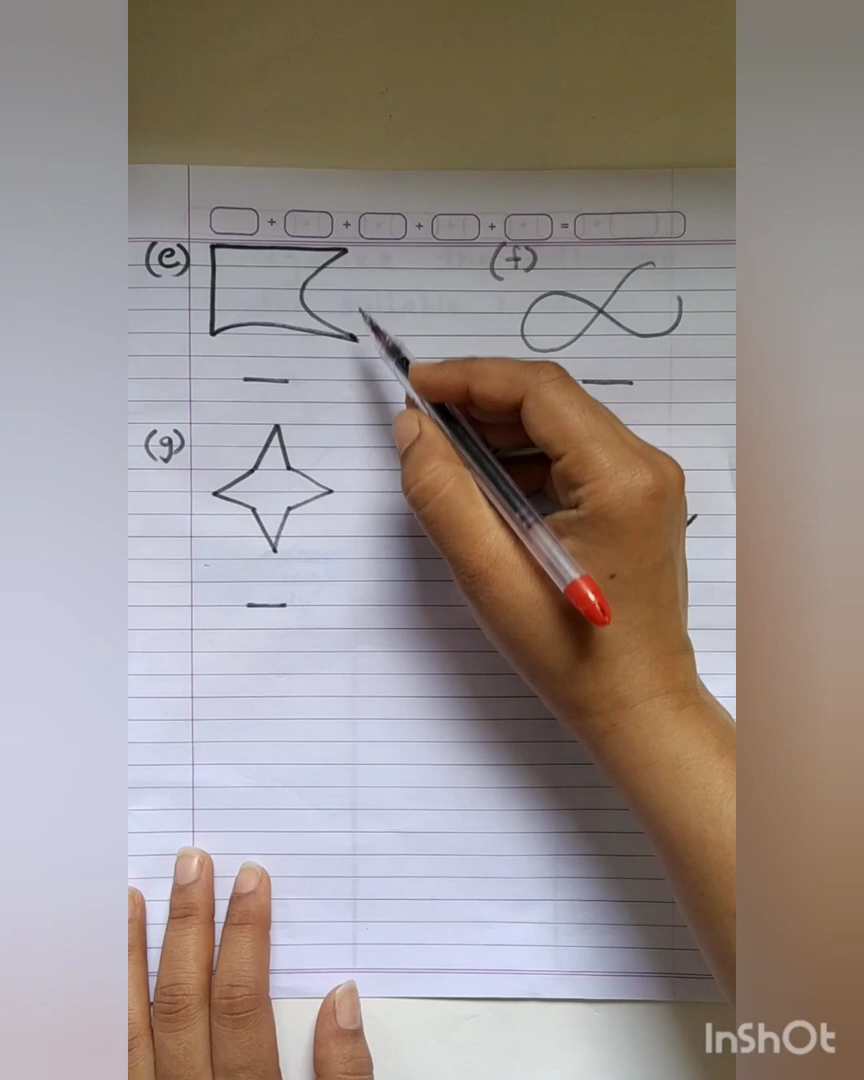 + + + + =
(e) (f)
(g)
InShOt